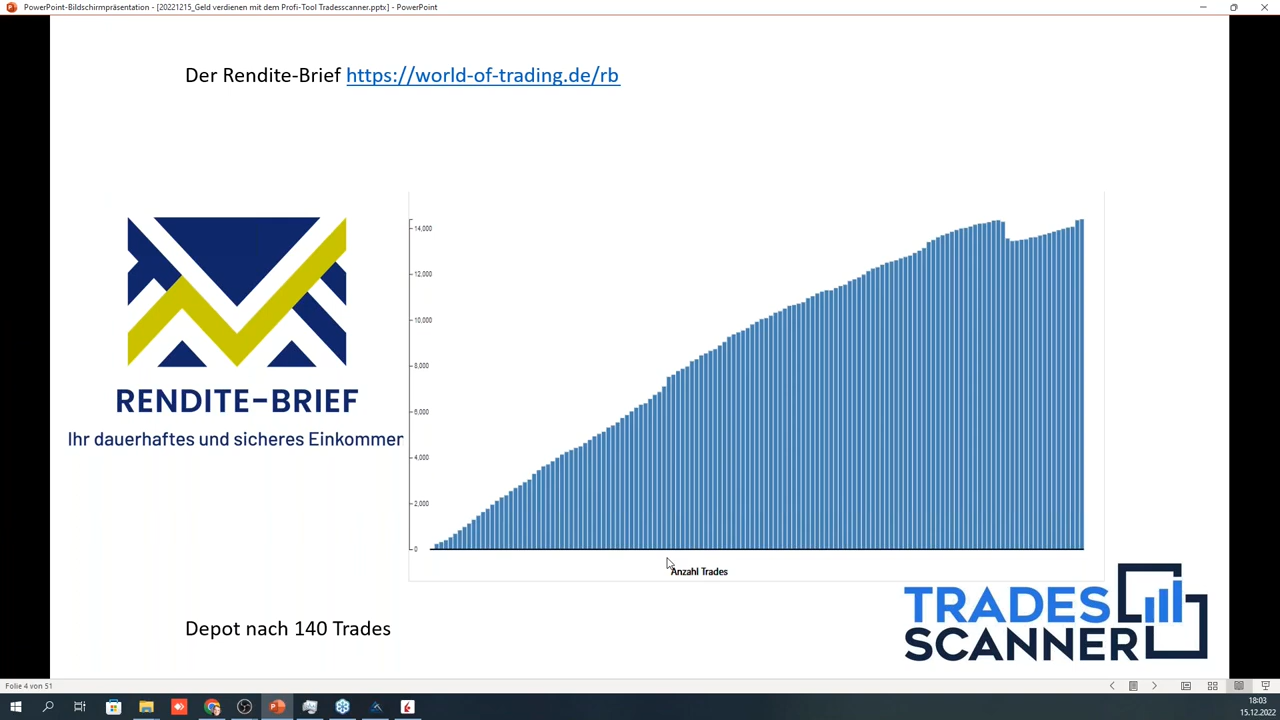 PowerPoint-Bildschirmpräsentation - [20221215_Geld verdienen mit dem Profi-Tool Tradesscanner.pptx] - PowerPoint
Der Rendite-Brief https://world-of-trading.de/rb
RENDITE-BRIEF
Ihr dauerhaftes und sicheres Einkommen
14,000
12,000
10,000
8,000
6,000
4,000
2,000
0
Anzahl Trades
Depot nach 140 Trades
TRADES
SCANNER
Folie 4 von 51
18:03
15.12.2022